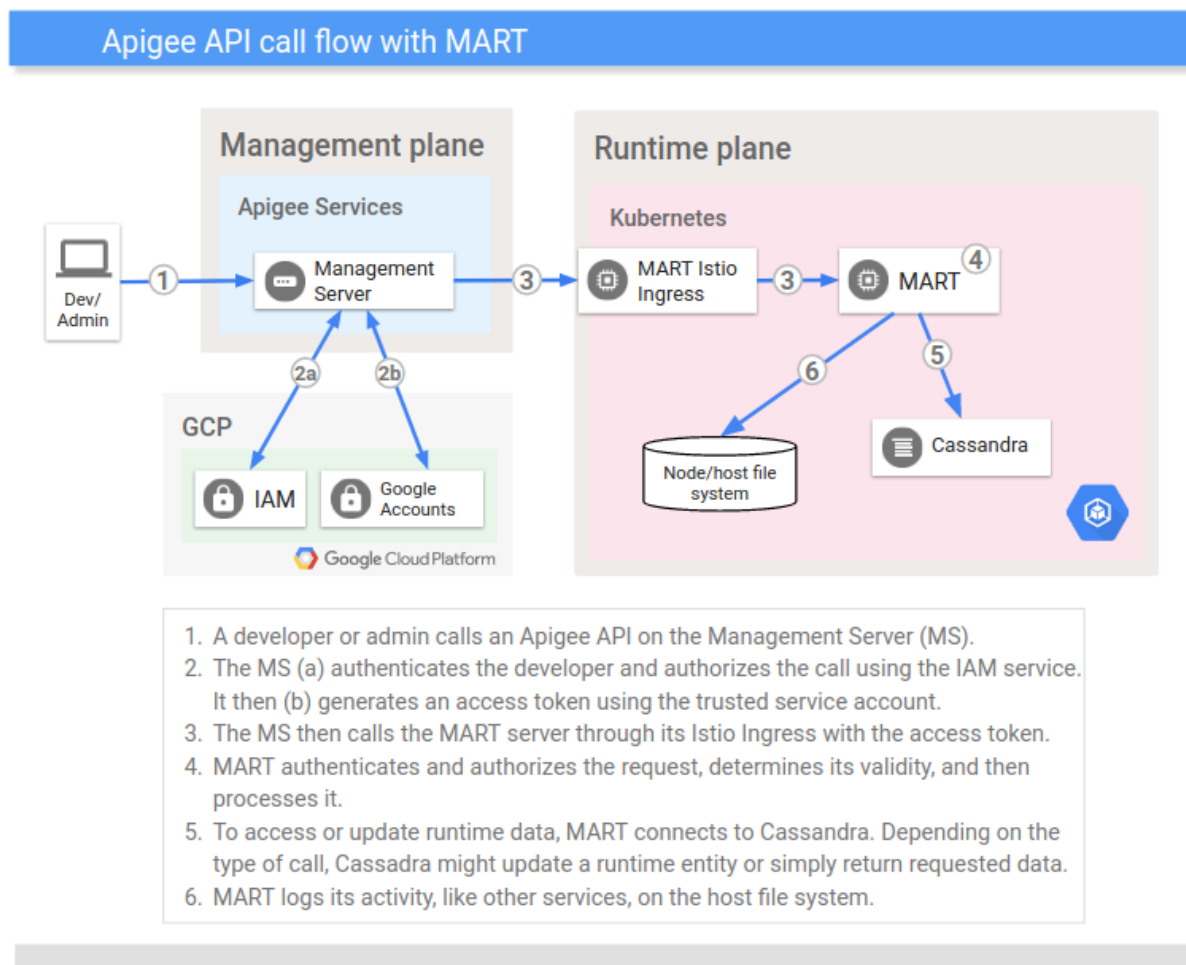 Apigee API call flow with MART
Management plane
Runtime plane
Apigee Services
Kubernetes
Dev/
Admin
1
Management
Server
3
MART Istio
Ingress
3
MART
4
2a
2b
6
5
GCP
IAM
Google
Accounts
Google Cloud Platform
Node/host file
system
Cassandra
1. A developer or admin calls an Apigee API on the Management Server (MS).
2. The MS (a) authenticates the developer and authorizes the call using the IAM service.
It then (b) generates an access token using the trusted service account.
3. The MS then calls the MART server through its Istio Ingress with the access token.
4. MART authenticates and authorizes the request, determines its validity, and then
processes it.
5. To access or update runtime data, MART connects to Cassandra. Depending on the
type of call, Cassadra might update a runtime entity or simply return requested data.
6. MART logs its activity, like other services, on the host file system.